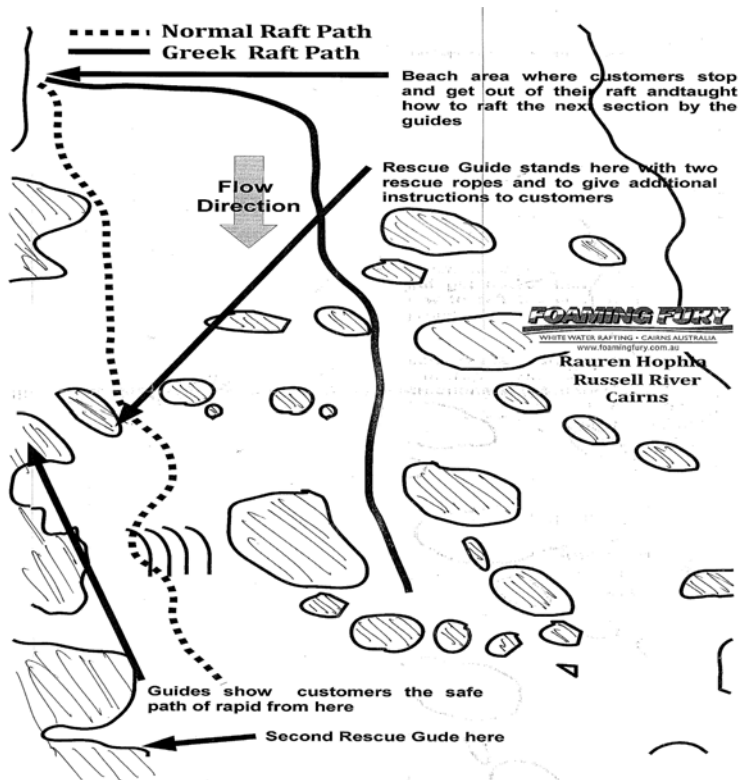 Normal Raft Path
Greek Raft Path
Beach area where customers stop
and get out of their raft andtaught
how to raft the next section by the
guides
Rescue Guide stands here with two
rescue ropes and to give additional
instructions to customers
Flow
Direction
FOAMING FURY
WHITE WATER RAFTING • CAIRNS AUSTRALIA
www.foamingfury.com.au
Rauren Hophla
Russell River
Cairns
Guides show customers the safe
path of rapid from here
Second Rescue Gude here